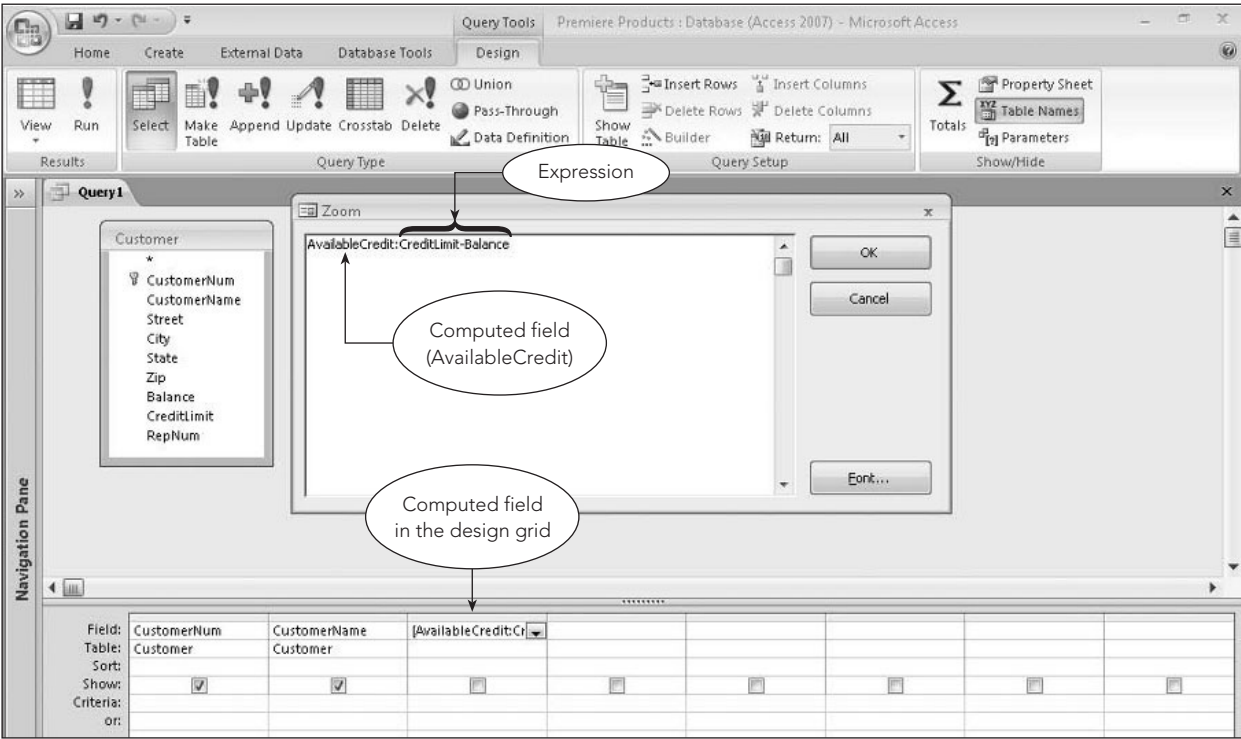 Query Tools
Premiere Products : Database (Access 2007) - Microsoft Access
Home Create External Data Database Tools Design
View
Run
Results
Select
Make Table
Append
Update
Crosstab
Delete
Union
Pass-Through
Data Definition
Query Type
Show Table
Insert Rows
Delete Rows
Builder
Insert Columns
Delete Columns
Return: All
Query Setup
Totals
Property Sheet
Table Names
Parameters
Show/Hide
Expression
Query1
Customer
*
CustomerNum
CustomerName
Street
City
State
Zip
Balance
CreditLimit
RepNum
Zoom
AvailableCredit:CreditLimit-Balance
OK
Cancel
Font...
Computed field
(AvailableCredit)
Computed field
in the design grid
Navigation Pane
Field: CustomerNum CustomerName [AvailableCredit:Cr
Table: Customer Customer
Sort:
Show:
Criteria:
or: